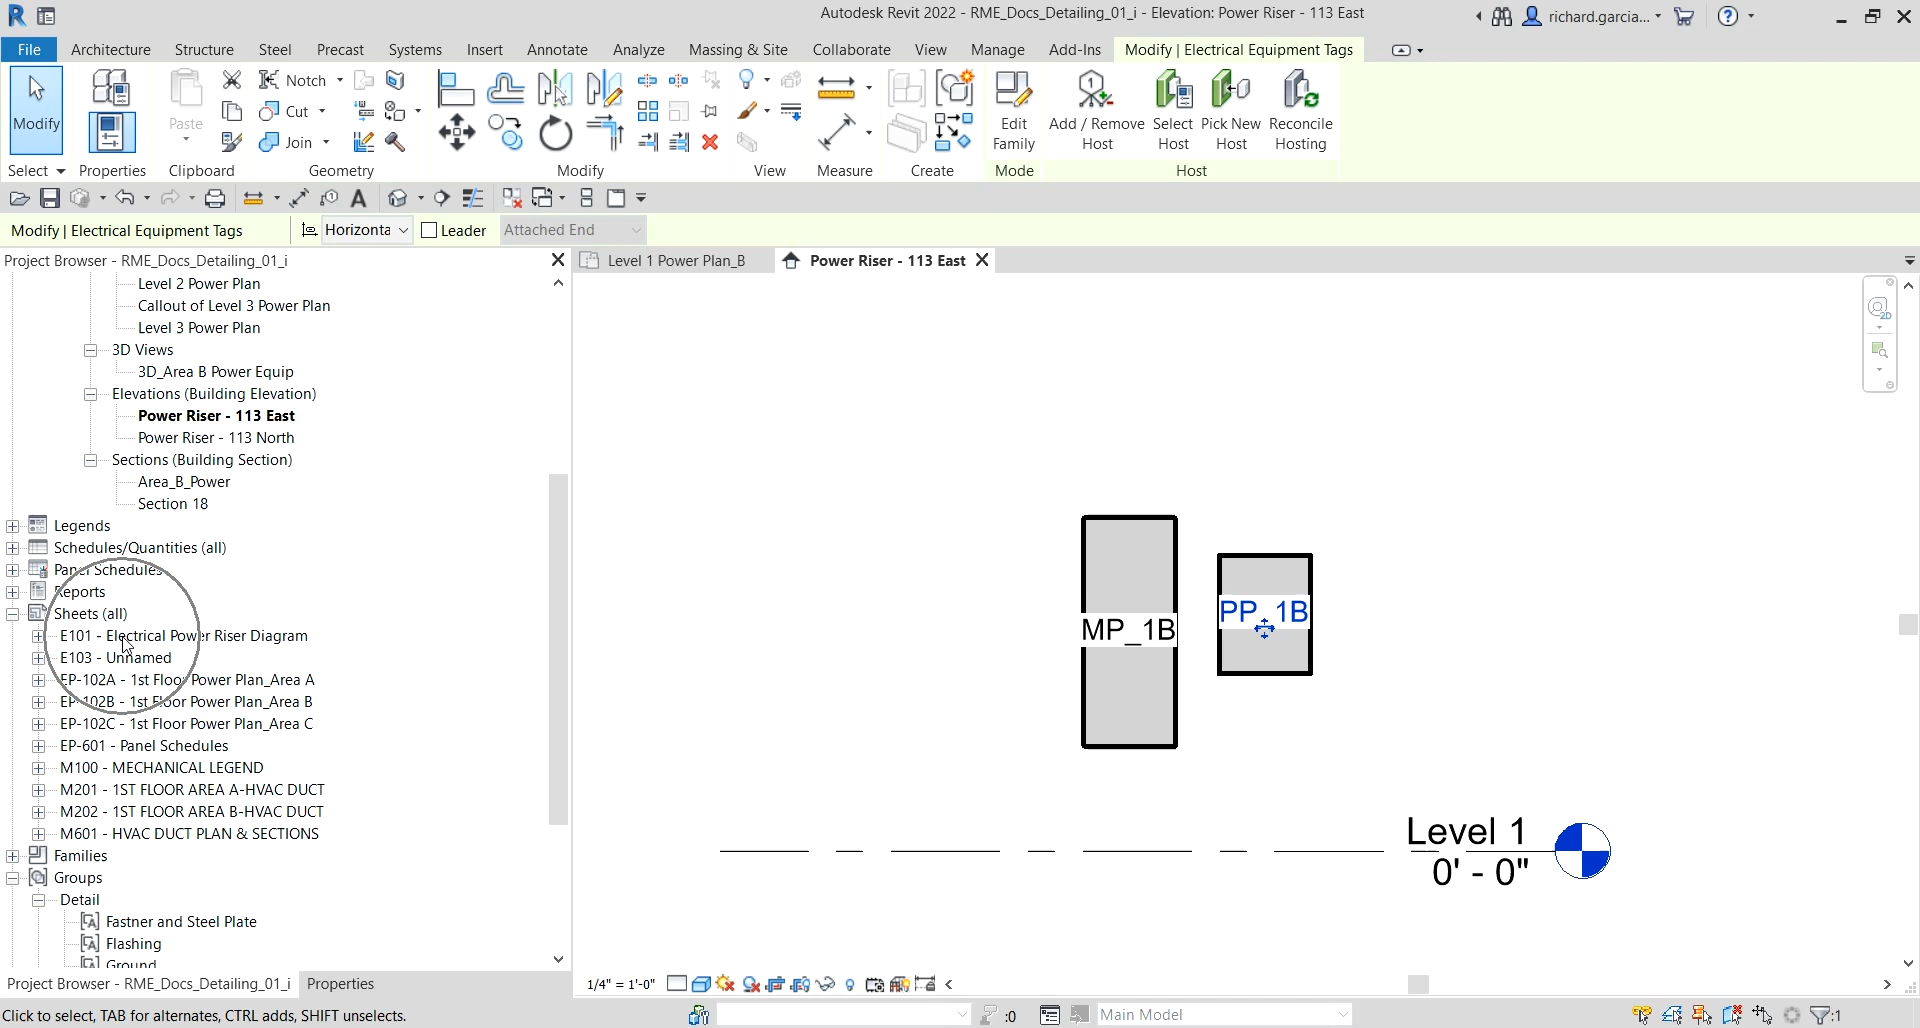 Autodesk Revit 2022 - RME_Docs_Detailing_01_i - Elevation: Power Riser - 113 East
richard.garcia...
File Architecture Structure Steel Precast Systems Insert Annotate Analyze Massing & Site Collaborate View Manage Add-Ins Modify | Electrical Equipment Tags
Modify
Paste
Notch
Cut
Join
Edit Family
Add / Remove Host
Select Host
Pick New Host
Reconcile Hosting
Select Properties Clipboard Geometry Modify View Measure Create Mode Host
Modify | Electrical Equipment Tags Horizonta Leader Attached End
Project Browser - RME_Docs_Detailing_01_i
Level 1 Power Plan_B
Power Riser - 113 East
Level 2 Power Plan
Callout of Level 3 Power Plan
Level 3 Power Plan
3D Views
3D_Area B Power Equip
Elevations (Building Elevation)
Power Riser - 113 East
Power Riser - 113 North
Sections (Building Section)
Area_B_Power
Section 18
Legends
Schedules/Quantities (all)
Panel Schedules
Reports
Sheets (all)
E101 - Electrical Power Riser Diagram
E103 - Unnamed
EP-102A - 1st Floor Power Plan_Area A
EP-102B - 1st Floor Power Plan_Area B
EP-102C - 1st Floor Power Plan_Area C
EP-601 - Panel Schedules
M100 - MECHANICAL LEGEND
M201 - 1ST FLOOR AREA A-HVAC DUCT
M202 - 1ST FLOOR AREA B-HVAC DUCT
M601 - HVAC DUCT PLAN & SECTIONS
Families
Groups
Detail
Fastner and Steel Plate
Flashing
Ground
2D
MP_1B
PP_1B
Level 1
0' - 0"
Project Browser - RME_Docs_Detailing_01_i Properties
1/4" = 1'-0"
Click to select, TAB for alternates, CTRL adds, SHIFT unselects.
:0
Main Model
:1